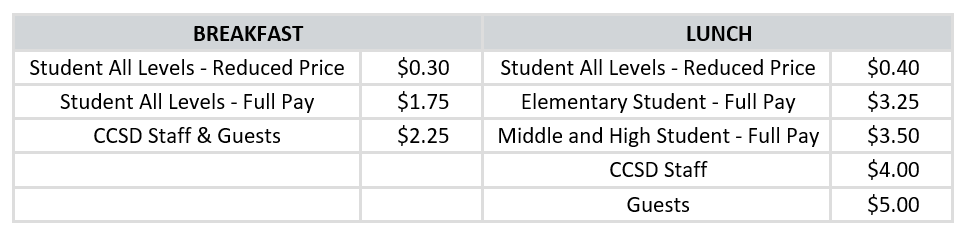 BREAKFAST LUNCH
Student All Levels - Reduced Price $0.30 Student All Levels - Reduced Price $0.40
Student All Levels - Full Pay $1.75 Elementary Student - Full Pay $3.25
CCSD Staff & Guests $2.25 Middle and High Student - Full Pay $3.50
CCSD Staff $4.00
Guests $5.00